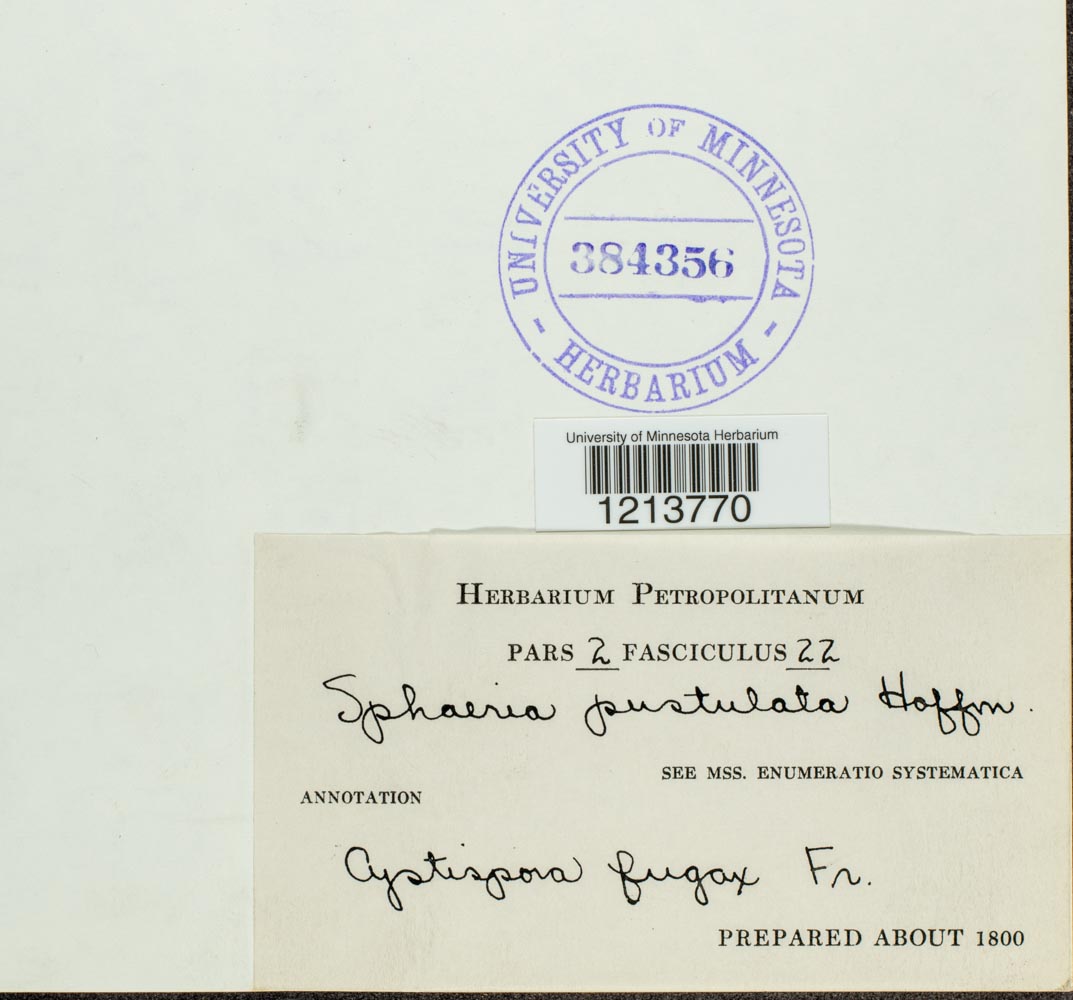 UNIVERSITY OF MINNESOTA
384356
- HERBARIUM -
University of Minnesota Herbarium
1213770
HERBARIUM PETROPOLITANUM
PARS 2 FASCICULUS 22
Sphaeria pustulata Hoffm.
SEE MSS. ENUMERATIO SYSTEMATICA
ANNOTATION
Cystispora fugax Fr.
PREPARED ABOUT 1800